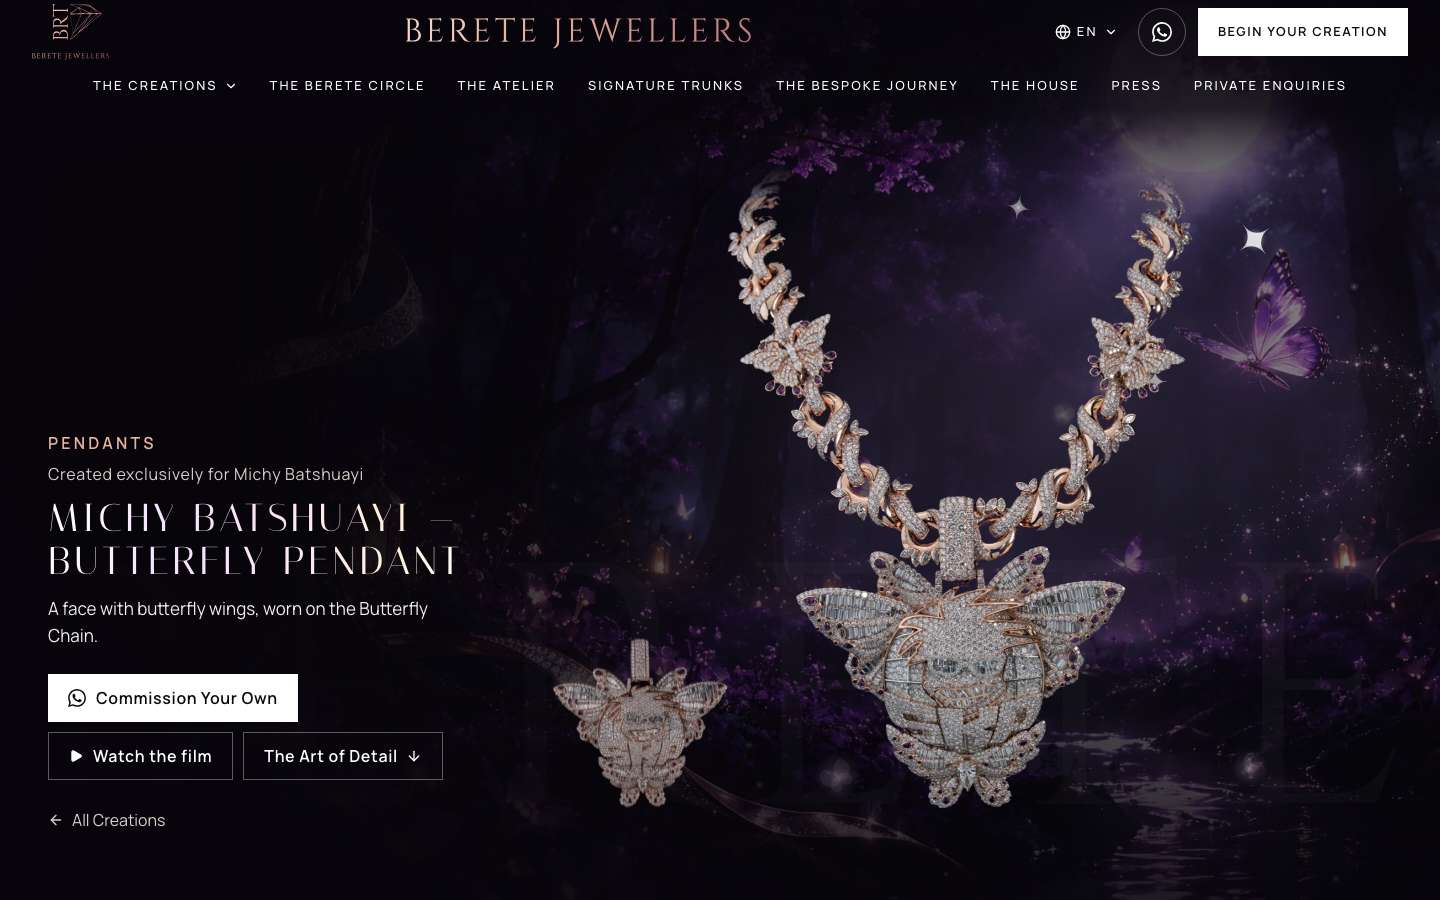 BRT
BERETE JEWELLERS
BERETE JEWELLERS
EN
BEGIN YOUR CREATION
THE CREATIONS
THE BERETE CIRCLE
THE ATELIER
SIGNATURE TRUNKS
THE BESPOKE JOURNEY
THE HOUSE
PRESS
PRIVATE ENQUIRIES
PENDANTS
Created exclusively for Michy Batshuayi
MICHY BATSHUAYI —
BUTTERFLY PENDANT
A face with butterfly wings, worn on the Butterfly
Chain.
Commission Your Own
Watch the film
The Art of Detail
All Creations